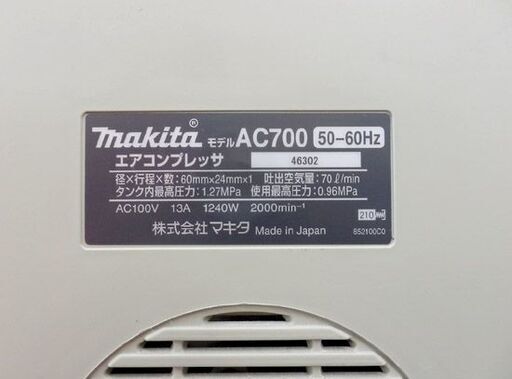 makita® モデル AC700 50-60Hz
エアコンプレッサ 46302
径×行程×数:60mm×24mm×1 吐出空気量:70ℓ/min
タンク内最高圧力:1.27MPa 使用最高圧力:0.96MPa
AC100V 13A 1240W 2000min⁻¹
210
株式会社マキタ Made in Japan 852100C0